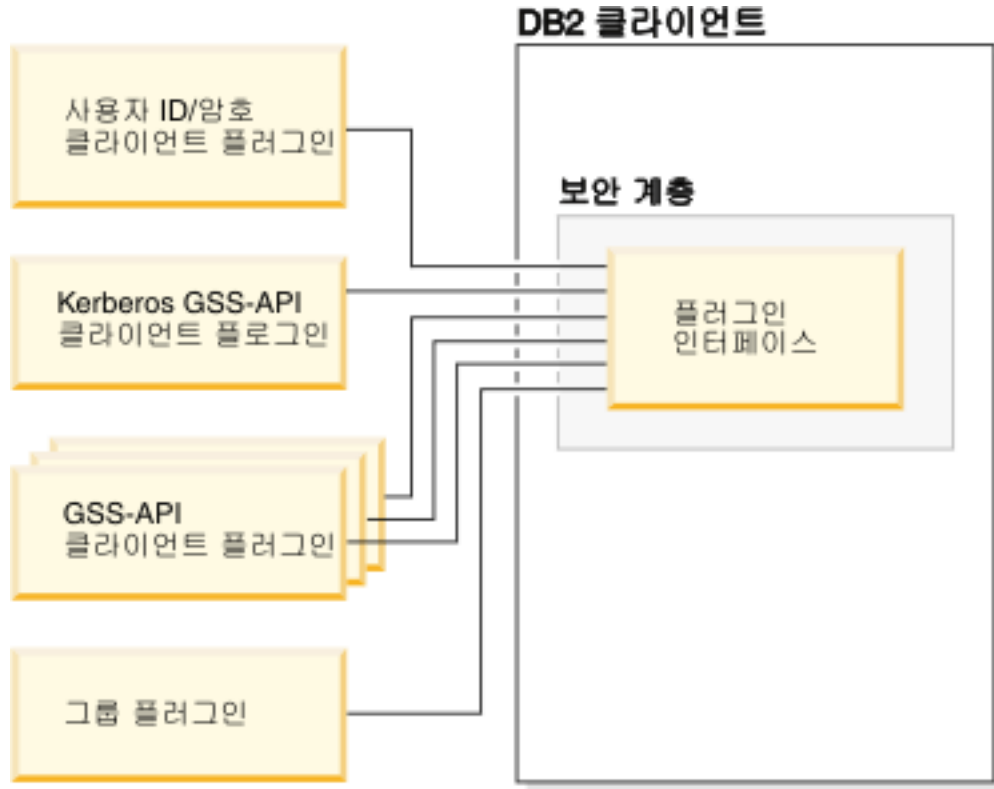 DB2 클라이언트
사용자 ID/암호
클라이언트 플러그인
보안 계층
Kerberos GSS-API
클라이언트 플로그인
플러그인
인터페이스
GSS-API
클라이언트 플러그인
그룹 플러그인